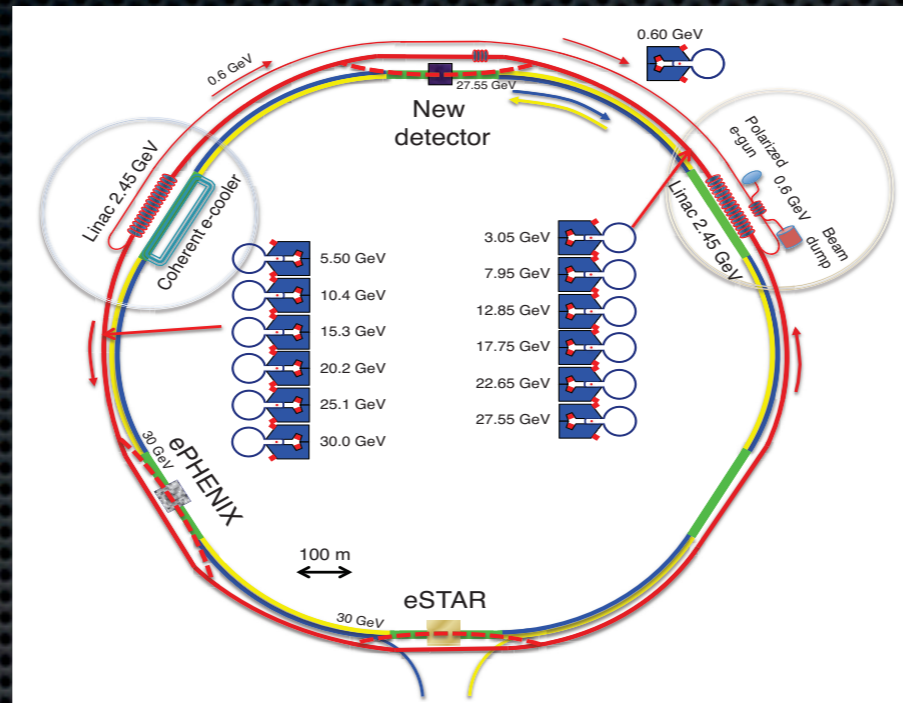 0.60 GeV
0.6 GeV
27.55 GeV
New
detector
Linac 2.45 GeV
Coherent e-cooler
Polarized
e-gun
0.6 GeV
Beam
dump
Linac 2.45 GeV
5.50 GeV
10.4 GeV
15.3 GeV
20.2 GeV
25.1 GeV
30.0 GeV
3.05 GeV
7.95 GeV
12.85 GeV
17.75 GeV
22.65 GeV
27.55 GeV
30 GeV
ePHENIX
100 m
eSTAR
30 GeV